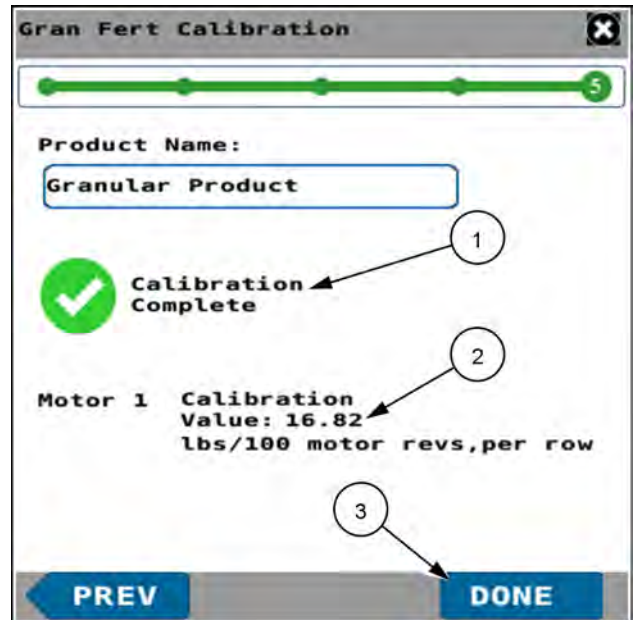 Gran Fert Calibration
5
Product Name:
Granular Product
1
Calibration
Complete
2
Motor 1 Calibration
Value: 16.82
lbs/100 motor revs,per row
3
PREV DONE